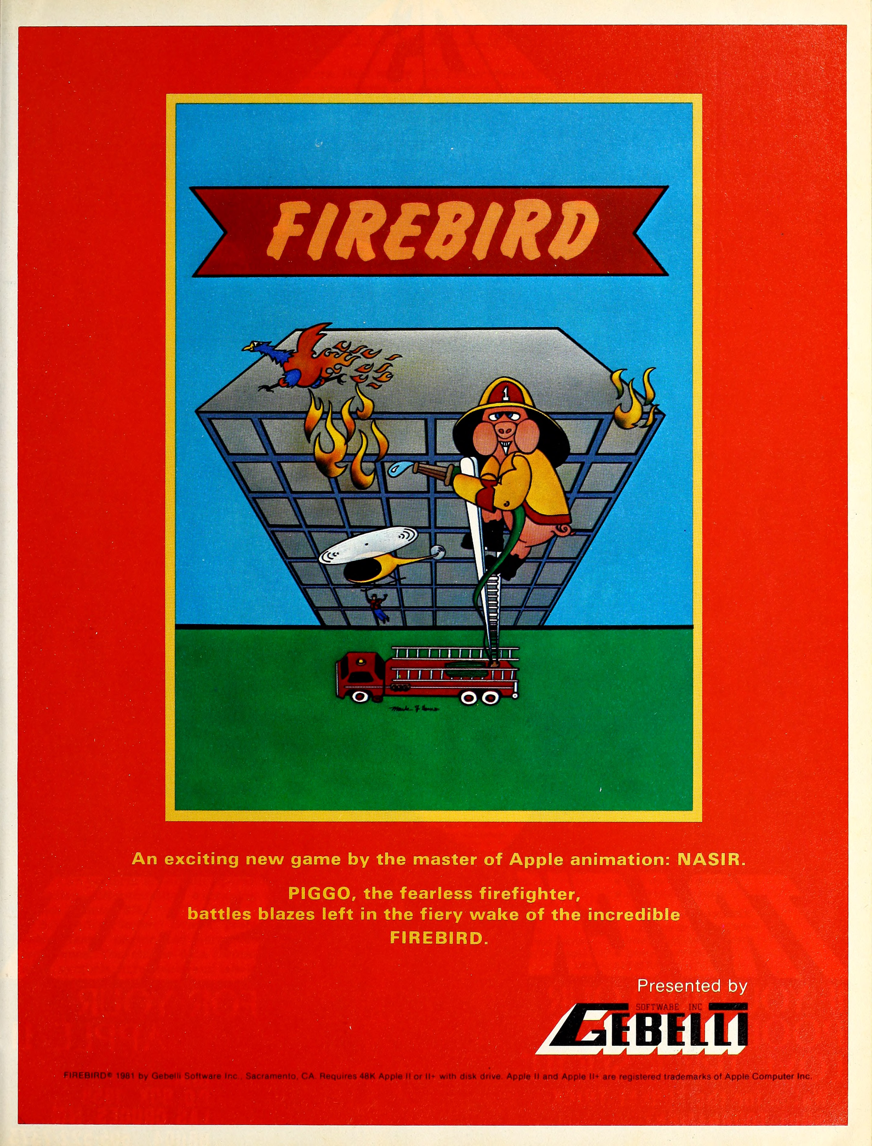 FIREBIRD
1
An exciting new game by the master of Apple animation: NASIR.
PIGGO, the fearless firefighter,
battles blazes left in the fiery wake of the incredible
FIREBIRD.
Presented by
SOFTWARE INC
GEBELLI
FIREBIRD® 1981 by Gebelli Software Inc., Sacramento, CA. Requires 48K Apple II or II+ with disk drive. Apple II and Apple II+ are registered trademarks of Apple Computer Inc.